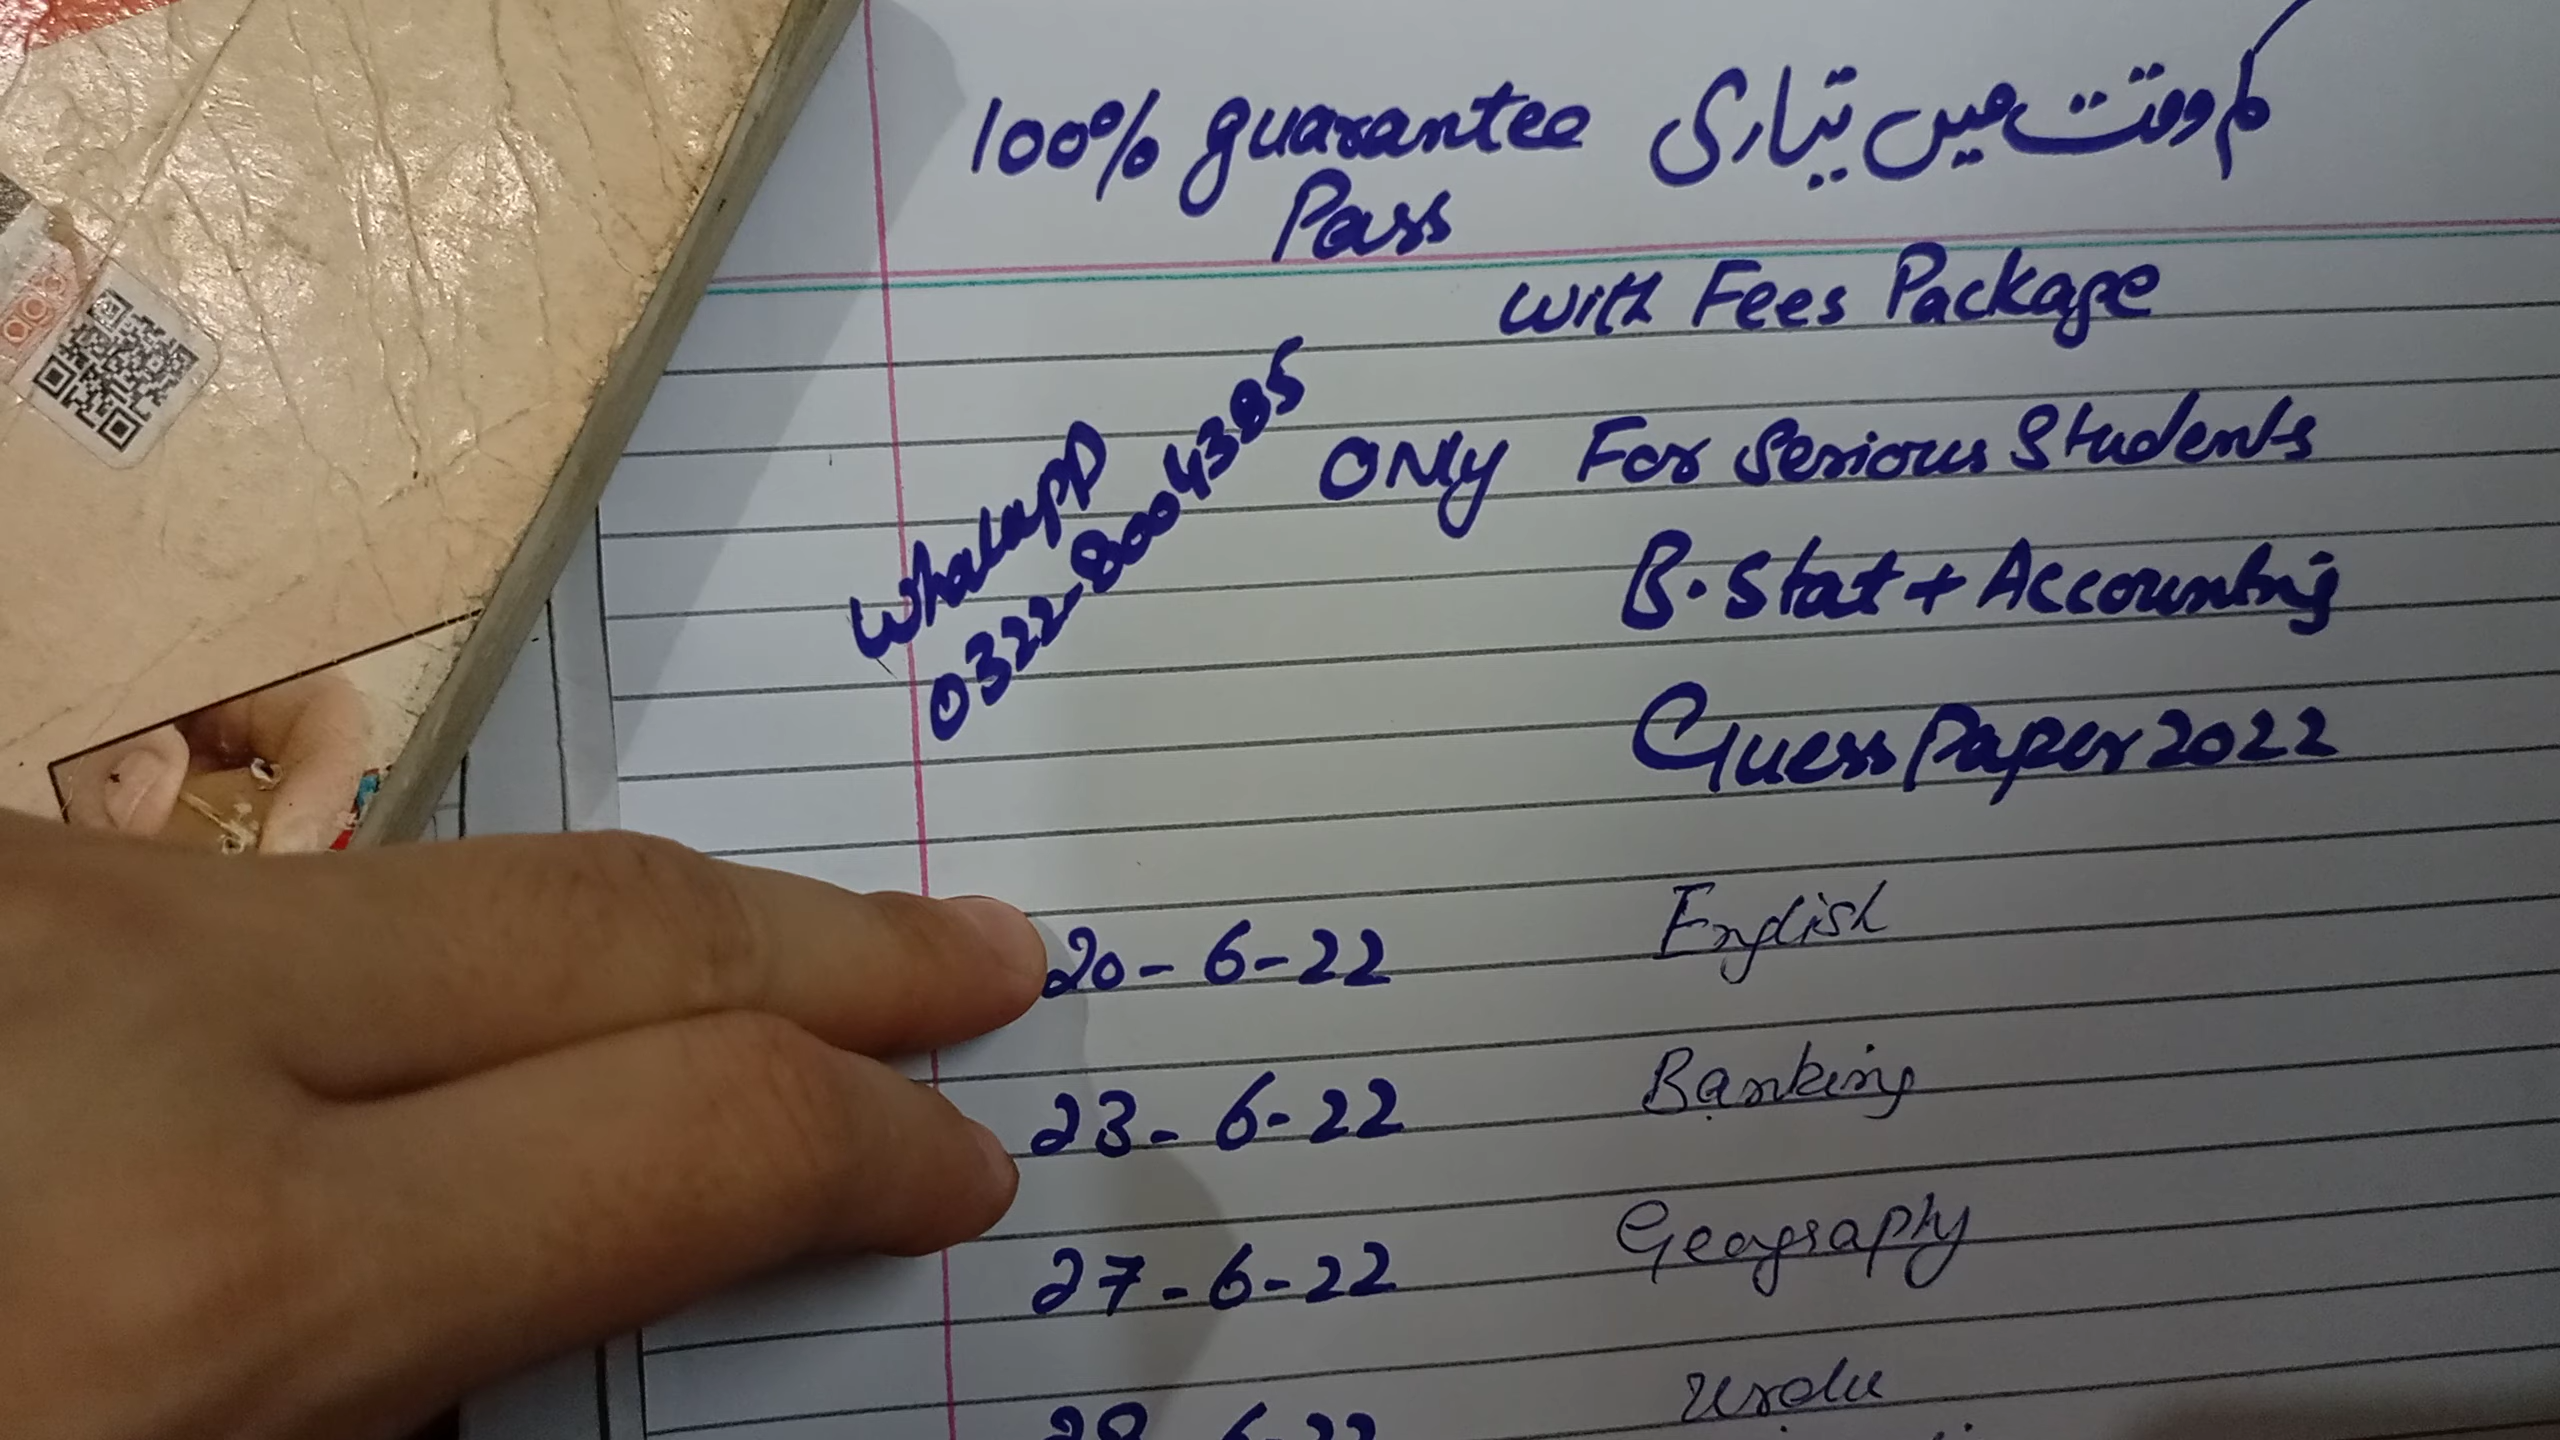 100% guarantee کم وقت میں تیاری
Pass
with Fees Package
Only For Serious Students
Whatsapp
0322-8004385
B.Stat + Accounting
Guess Paper 2022
20-6-22 English
23-6-22 Banking
27-6-22 Geography
Urdu